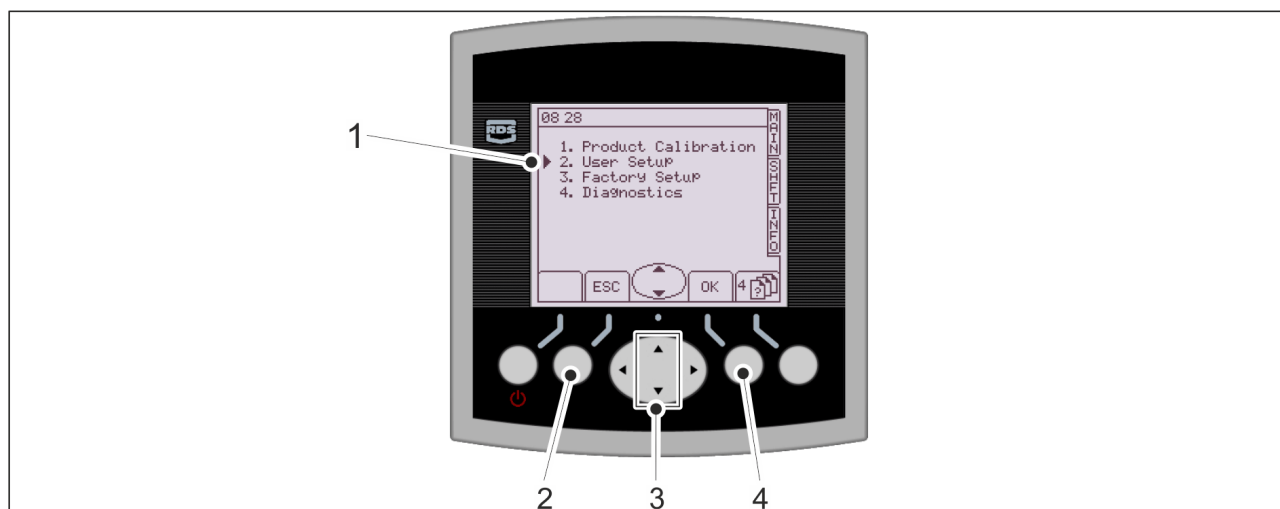 RDS
08 28
1. Product Calibration
2. User Setup
3. Factory Setup
4. Diagnostics
MAIN
SHFT
INFO
ESC
OK
4
?
1
2
3
4